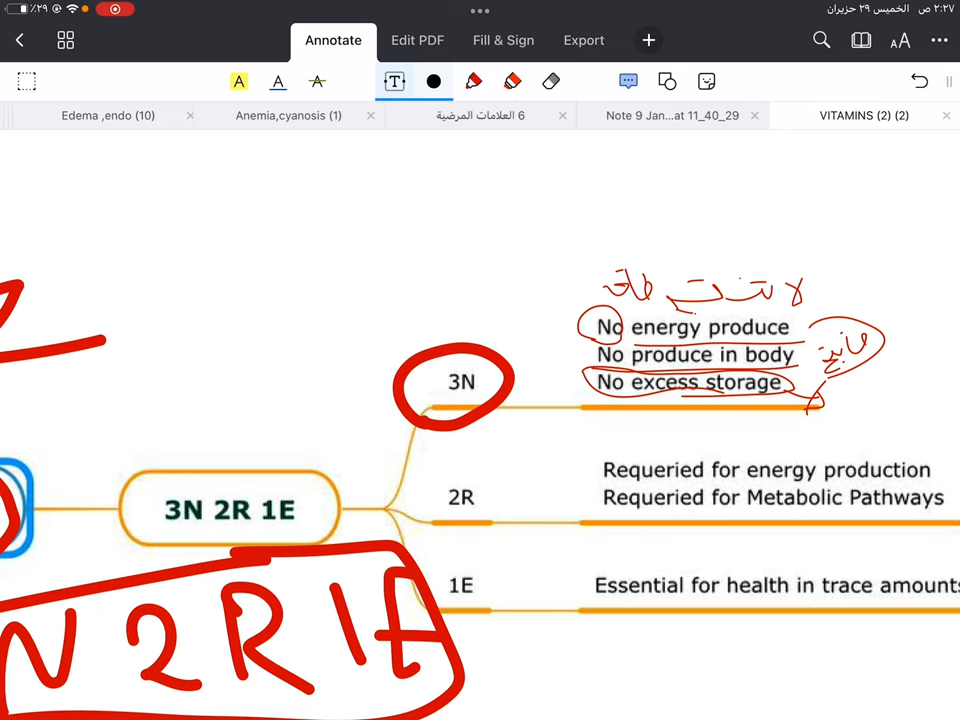 ٪٢٩
٢:٢٧ ص الخميس ٢٩ حزيران
Annotate
Edit PDF
Fill & Sign
Export
Edema ,endo (10)
Anemia,cyanosis (1)
6 العلامات المرضية
Note 9 Jan...at 11_40_29
VITAMINS (2) (2)
لا تنتج طاقة
No energy produce
No produce in body
No excess storage
3N
3N 2R 1E
2R
Requeried for energy production
Requeried for Metabolic Pathways
1E
Essential for health in trace amounts
N 2R1E